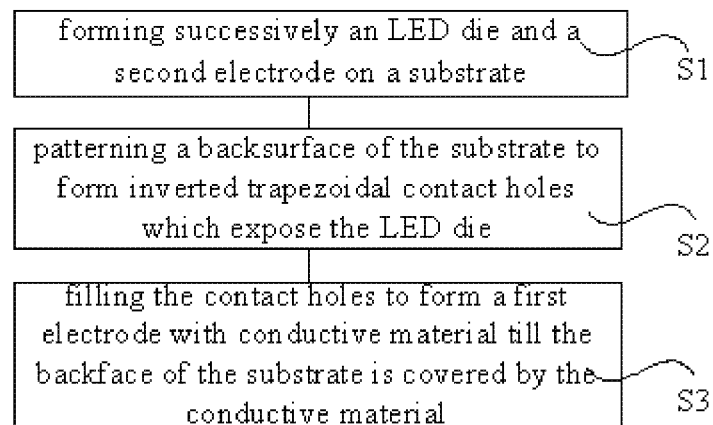 forming successively an LED die and a
second electrode on a substrate
S1
patterning a backsurface of the substrate to
form inverted trapezoidal contact holes
which expose the LED die
S2
filling the contact holes to form a first
electrode with conductive material till the
backface of the substrate is covered by the
conductive material
S3